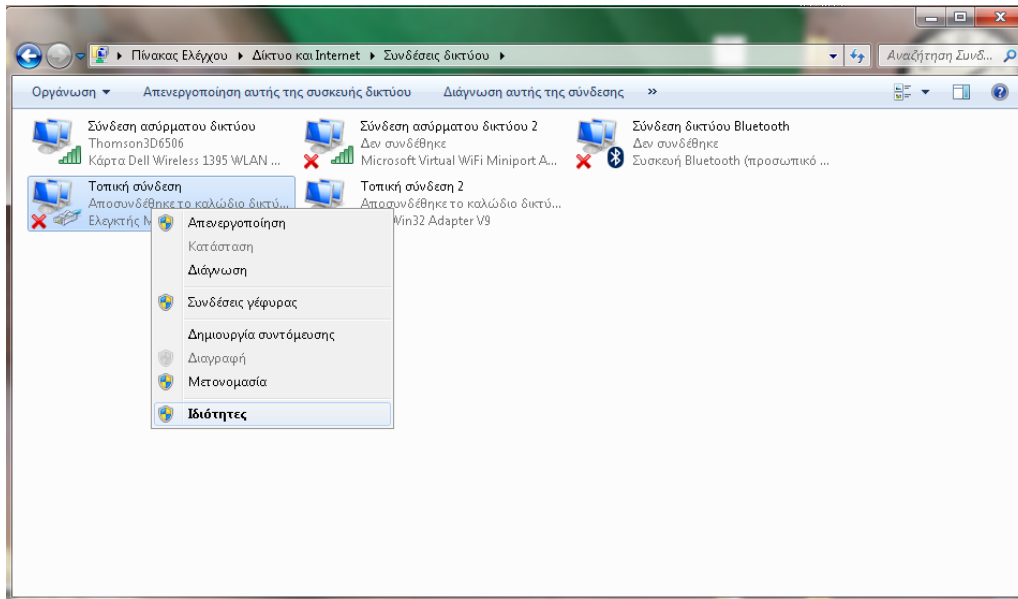 Πίνακας Ελέγχου ▸ Δίκτυο και Internet ▸ Συνδέσεις δικτύου ▸
Αναζήτηση Συνδ...
Οργάνωση
Απενεργοποίηση αυτής της συσκευής δικτύου
Διάγνωση αυτής της σύνδεσης
»
Σύνδεση ασύρματου δικτύου
Thomson3D6506
Κάρτα Dell Wireless 1395 WLAN ...
Σύνδεση ασύρματου δικτύου 2
Δεν συνδέθηκε
Microsoft Virtual WiFi Miniport A...
Σύνδεση δικτύου Bluetooth
Δεν συνδέθηκε
Συσκευή Bluetooth (προσωπικό ...
Τοπική σύνδεση
Αποσυνδέθηκε το καλώδιο δικτύ...
Ελεγκτής
Τοπική σύνδεση 2
Αποσυνδέθηκε το καλώδιο δικτύ...
Win32 Adapter V9
Απενεργοποίηση
Κατάσταση
Διάγνωση
Συνδέσεις γέφυρας
Δημιουργία συντόμευσης
Διαγραφή
Μετονομασία
Ιδιότητες